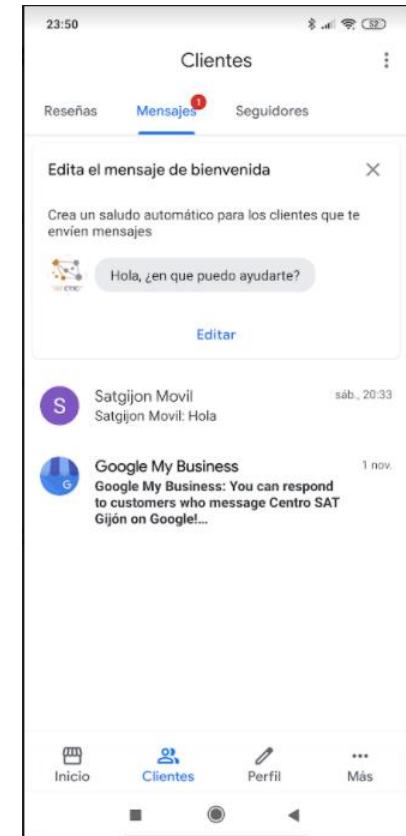 23:50
52
Clientes
Reseñas Mensajes 1 Seguidores
Edita el mensaje de bienvenida
Crea un saludo automático para los clientes que te
envíen mensajes
Hola, ¿en que puedo ayudarte?
Editar
S
Satgijon Movil sáb., 20:33
Satgijon Movil: Hola
G
Google My Business 1 nov.
Google My Business: You can respond
to customers who message Centro SAT
Gijón on Google!...
Inicio Clientes Perfil Más